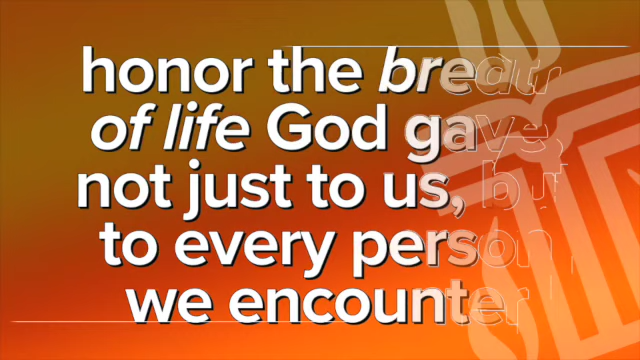 honor the breath
of life God gave
not just to us, but
to every person
we encounter